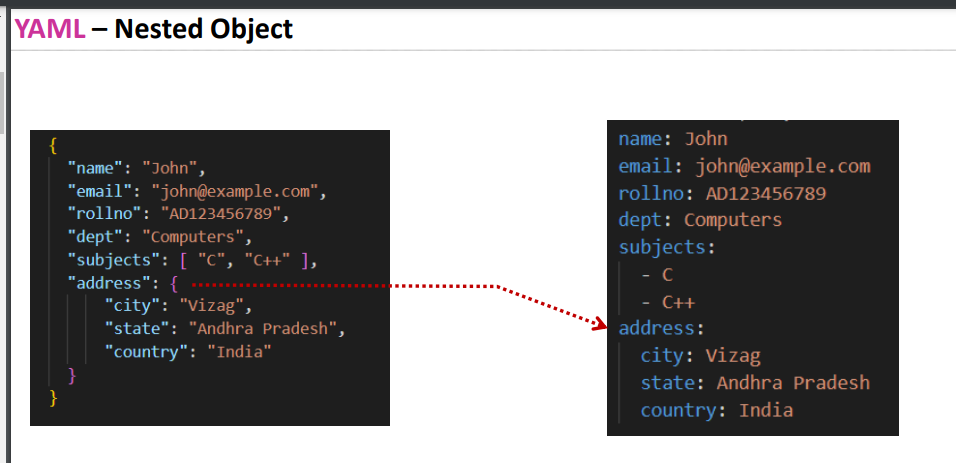 YAML – Nested Object
{
"name": "John",
"email": "john@example.com",
"rollno": "AD123456789",
"dept": "Computers",
"subjects": [ "C", "C++" ],
"address": {
"city": "Vizag",
"state": "Andhra Pradesh",
"country": "India"
}
}
name: John
email: john@example.com
rollno: AD123456789
dept: Computers
subjects:
- C
- C++
address:
city: Vizag
state: Andhra Pradesh
country: India